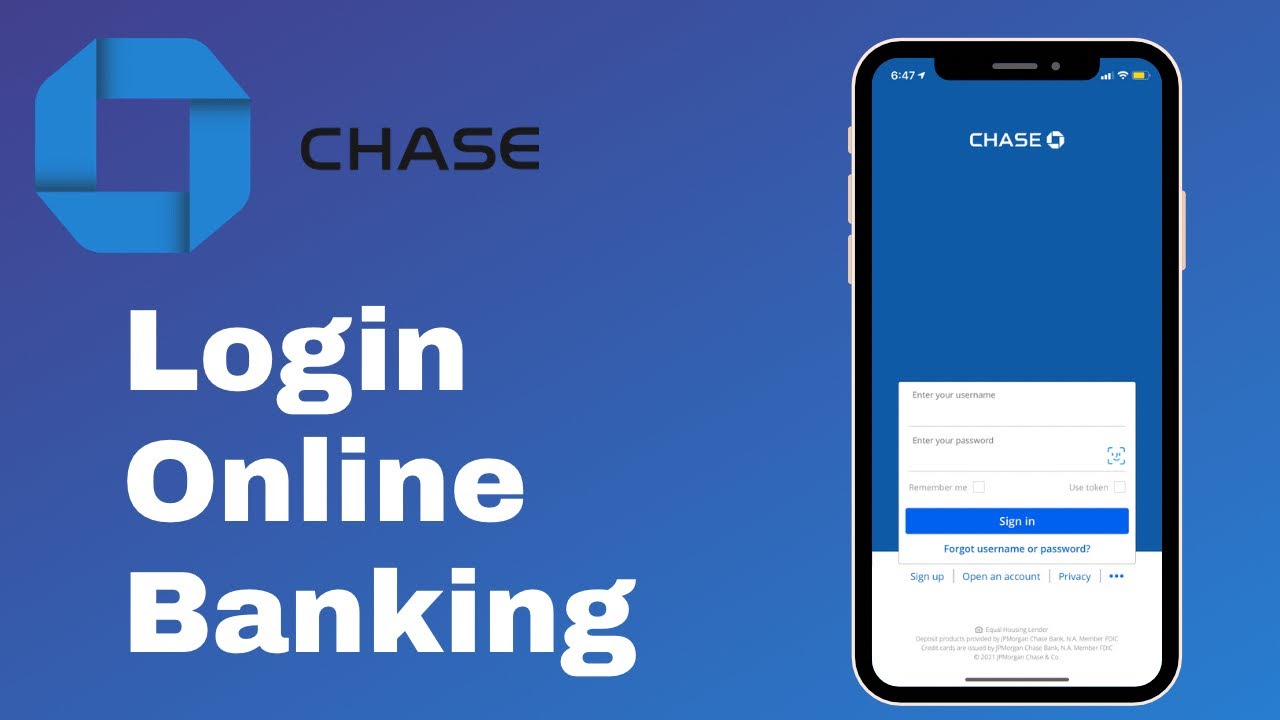 CHASE
Login
Online
Banking
6:47
CHASE
Enter your username
Enter your password
Remember me
Use token
Sign in
Forgot username or password?
Sign up | Open an account | Privacy | •••
Equal Housing Lender
Deposit products provided by JPMorgan Chase Bank, N.A. Member FDIC
Credit cards are issued by JPMorgan Chase Bank, N.A. Member FDIC
© 2021 JPMorgan Chase & Co.